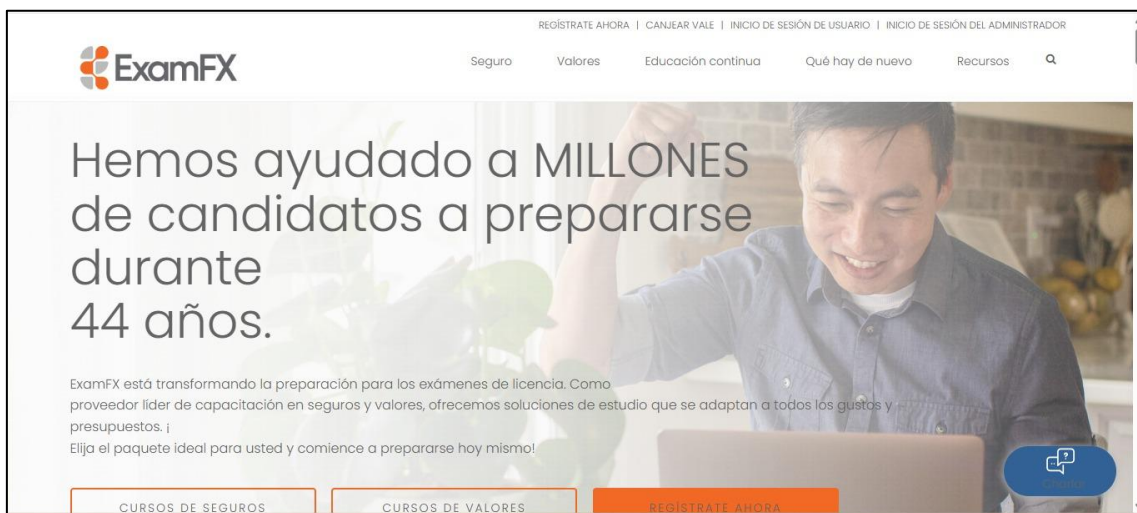 REGÍSTRATE AHORA | CANJEAR VALE | INICIO DE SESIÓN DE USUARIO | INICIO DE SESIÓN DEL ADMINISTRADOR
ExamFX
Seguro Valores Educación continua Qué hay de nuevo Recursos
Hemos ayudado a MILLONES
de candidatos a prepararse
durante
44 años.
ExamFX está transformando la preparación para los exámenes de licencia. Como
proveedor líder de capacitación en seguros y valores, ofrecemos soluciones de estudio que se adaptan a todos los gustos y
presupuestos. ¡
Elija el paquete ideal para usted y comience a prepararse hoy mismo!
Chatear
CURSOS DE SEGUROS CURSOS DE VALORES REGÍSTRATE AHORA